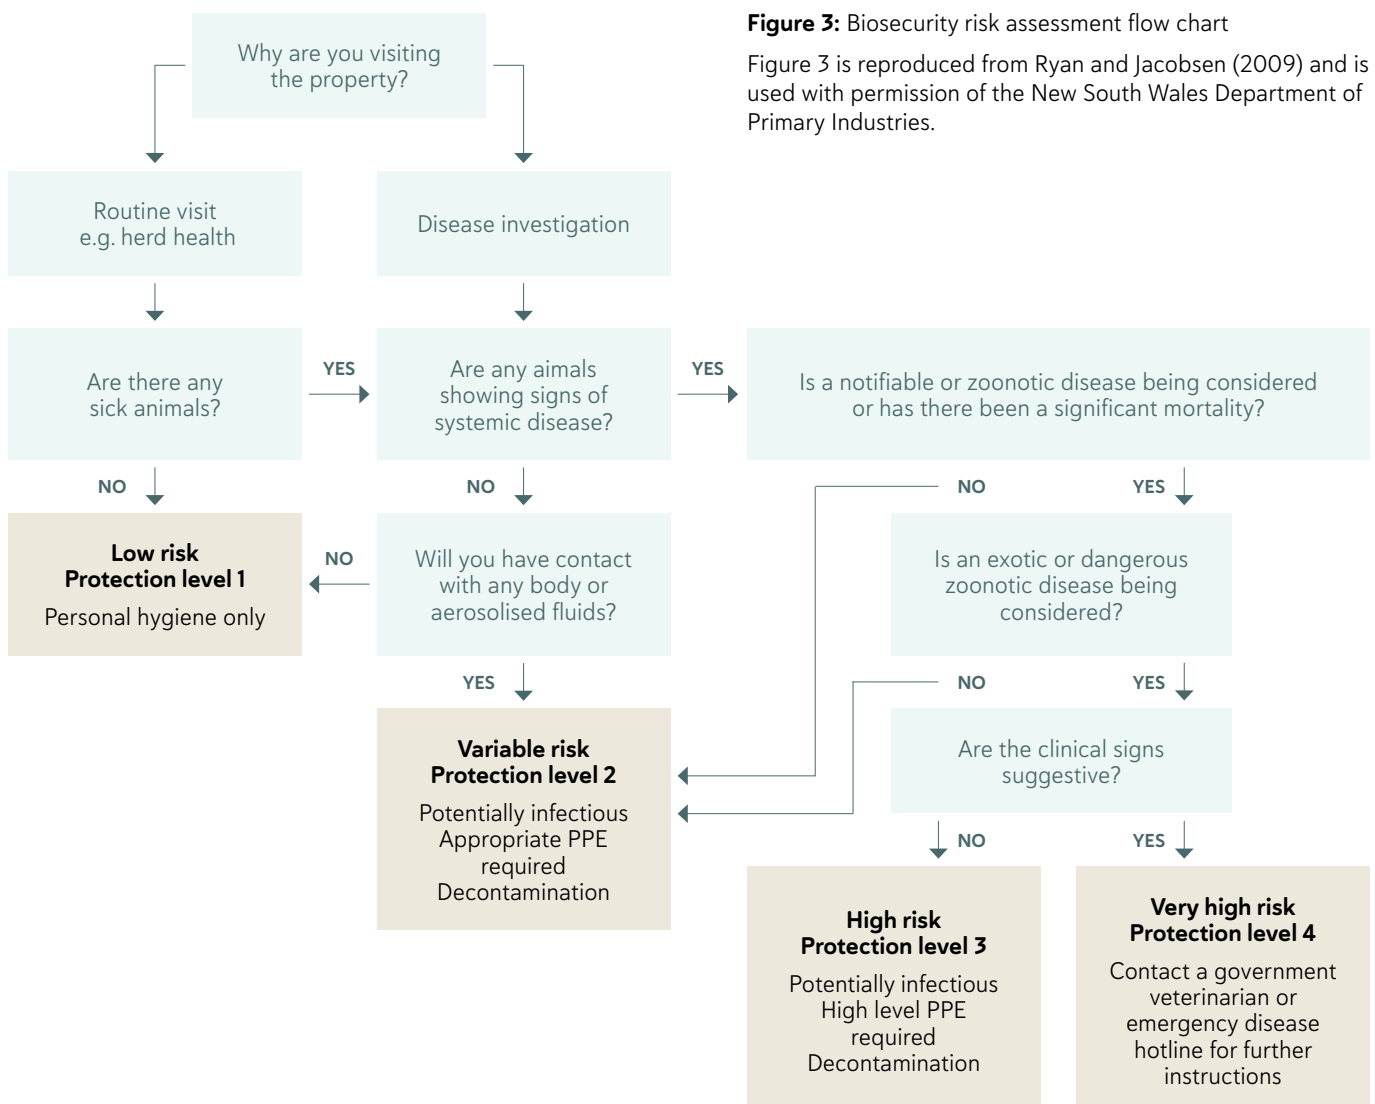 Figure 3: Biosecurity risk assessment flow chart
Figure 3 is reproduced from Ryan and Jacobsen (2009) and is
used with permission of the New South Wales Department of
Primary Industries.
Why are you visiting
the property?
Routine visit
e.g. herd health
Disease investigation
Are there any
sick animals?
YES
Are any aimals
showing signs of
systemic disease?
YES
Is a notifiable or zoonotic disease being considered
or has there been a significant mortality?
NO
NO
NO
YES
Low risk
Protection level 1
Personal hygiene only
NO
Will you have contact
with any body or
aerosolised fluids?
Is an exotic or dangerous
zoonotic disease being
considered?
YES
NO
YES
Variable risk
Protection level 2
Potentially infectious
Appropriate PPE
required
Decontamination
Are the clinical signs
suggestive?
NO
YES
High risk
Protection level 3
Potentially infectious
High level PPE
required
Decontamination
Very high risk
Protection level 4
Contact a government
veterinarian or
emergency disease
hotline for further
instructions